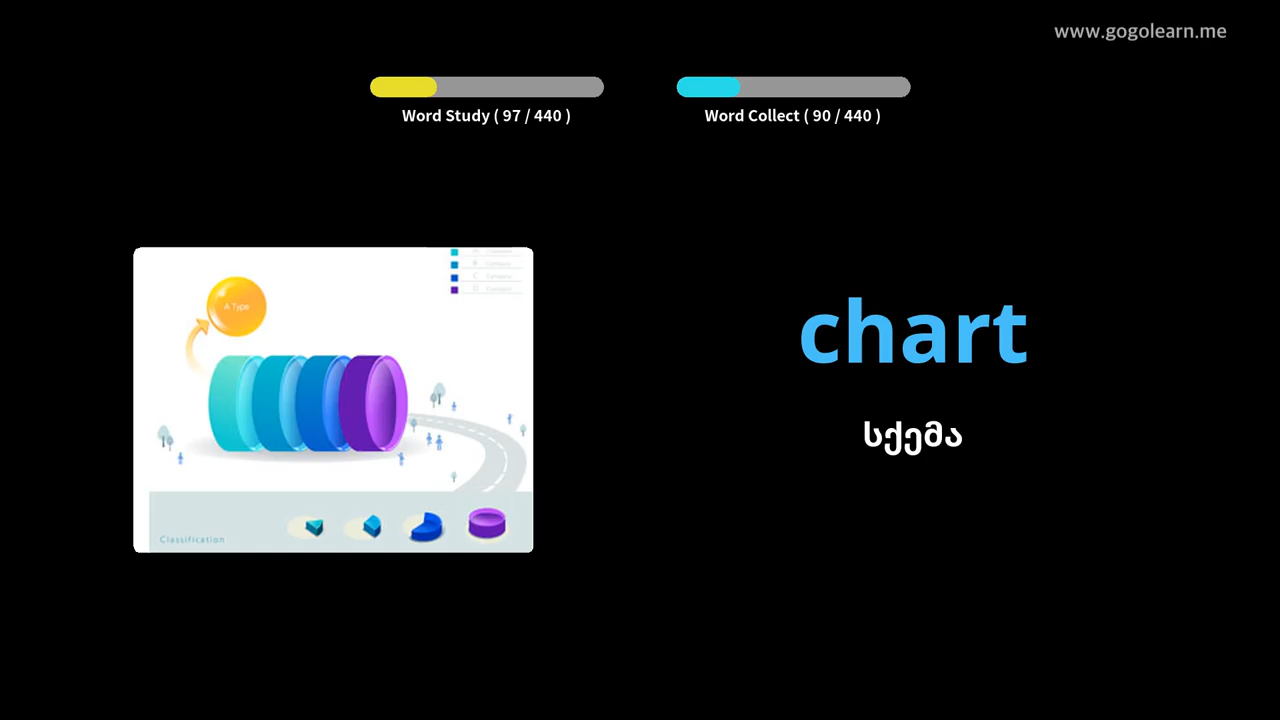 www.gogolearn.me
Word Study ( 97 / 440 )
Word Collect ( 90 / 440 )
A Type
B
C
D
chart
სქემა
Classification